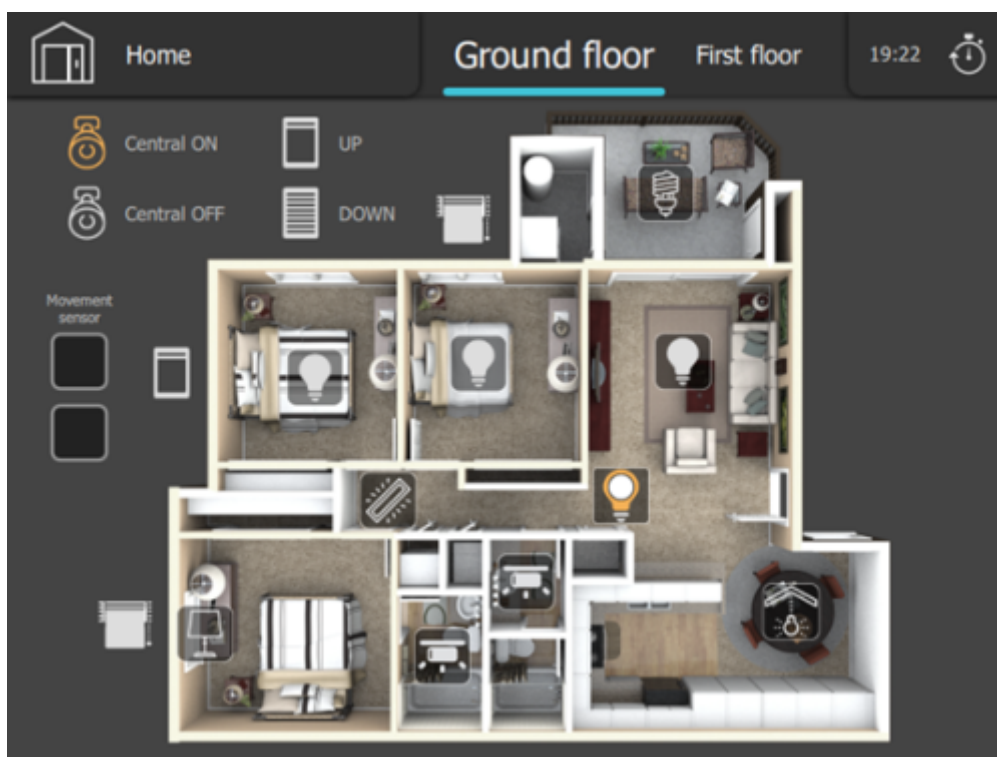 Home
Ground floor
First floor
19:22
Central ON
UP
Central OFF
DOWN
Movement
sensor